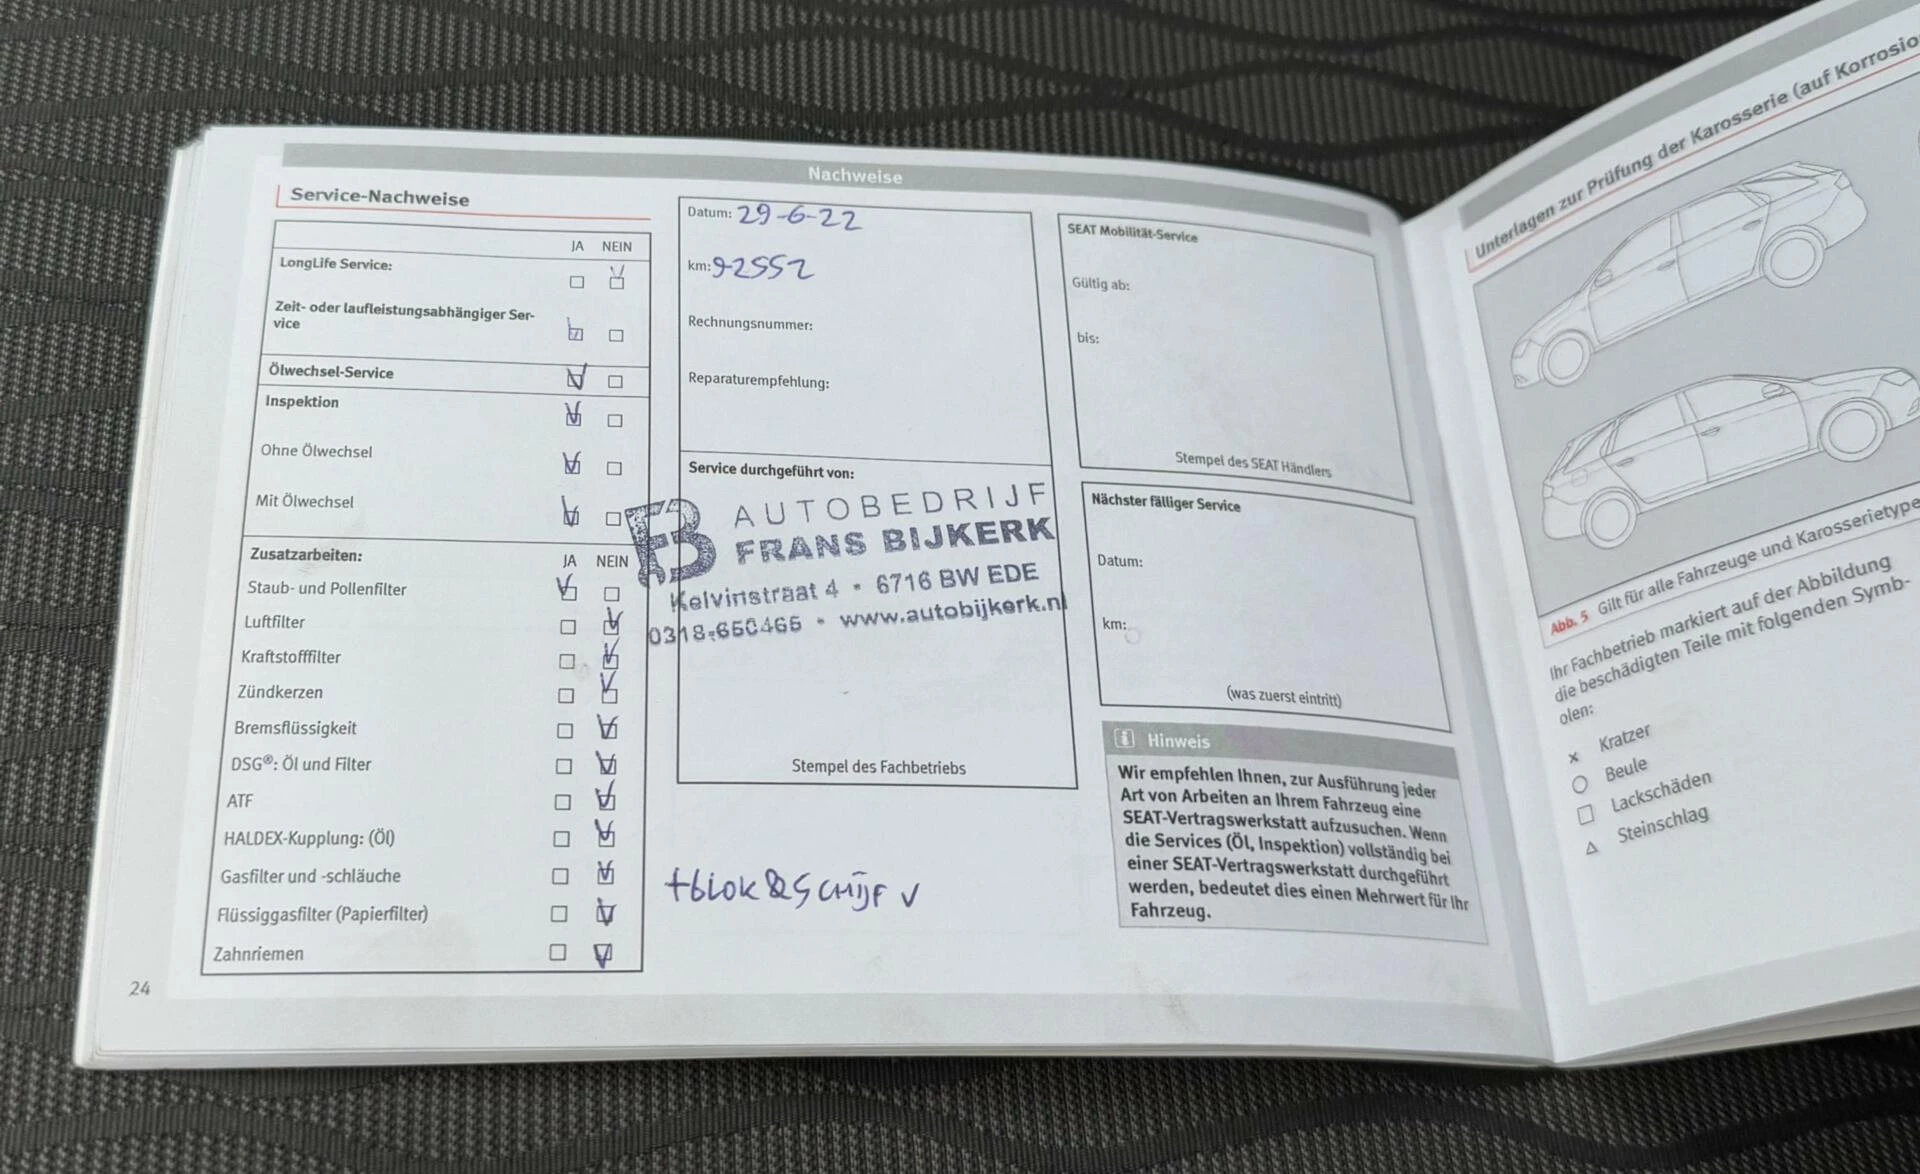 Nachweise
Service-Nachweise
JA NEIN
LongLife Service:
Zeit- oder laufleistungsabhängiger Ser-
vice
Ölwechsel-Service
Inspektion
Ohne Ölwechsel
Mit Ölwechsel
Zusatzarbeiten: JA NEIN
Staub- und Pollenfilter
Luftfilter
Kraftstofffilter
Zündkerzen
Bremsflüssigkeit
DSG®: Öl und Filter
ATF
HALDEX-Kupplung: (Öl)
Gasfilter und -schläuche
Flüssiggasfilter (Papierfilter)
Zahnriemen
24
Datum: 29-6-22
km: 92552
Rechnungsnummer:
Reparaturempfehlung:
Service durchgeführt von:
FB AUTOBEDRIJF
FRANS BIJKERK
Kelvinstraat 4 • 6716 BW EDE
0318-650465 • www.autobijkerk.nl
Stempel des Fachbetriebs
+blok & schijf v
SEAT Mobilität-Service
Gültig ab:
bis:
Stempel des SEAT Händlers
Nächster fälliger Service
Datum:
km:
(was zuerst eintritt)
i Hinweis
Wir empfehlen Ihnen, zur Ausführung jeder
Art von Arbeiten an Ihrem Fahrzeug eine
SEAT-Vertragswerkstatt aufzusuchen. Wenn
die Services (Öl, Inspektion) vollständig bei
einer SEAT-Vertragswerkstatt durchgeführt
werden, bedeutet dies einen Mehrwert für Ihr
Fahrzeug.
Unterlagen zur Prüfung der Karosserie (auf Korrosio
Abb. 5 Gilt für alle Fahrzeuge und Karosserietype
Ihr Fachbetrieb markiert auf der Abbildung
die beschädigten Teile mit folgenden Symb-
olen:
× Kratzer
○ Beule
□ Lackschäden
△ Steinschlag